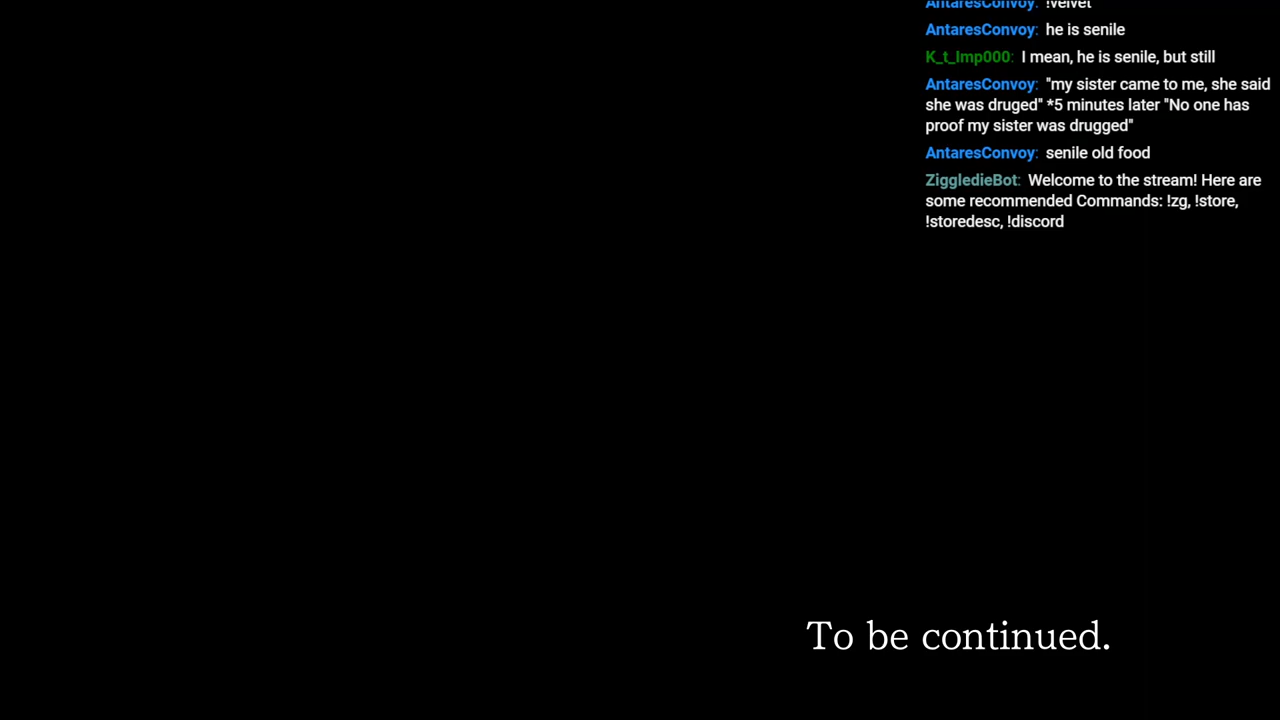 AntaresConvoy: !velvet
AntaresConvoy: he is senile
K_t_Imp000: I mean, he is senile, but still
AntaresConvoy: "my sister came to me, she said
she was druged" *5 minutes later "No one has
proof my sister was drugged"
AntaresConvoy: senile old food
ZiggledieBot: Welcome to the stream! Here are
some recommended Commands: !zg, !store,
!storedesc, !discord
To be continued.